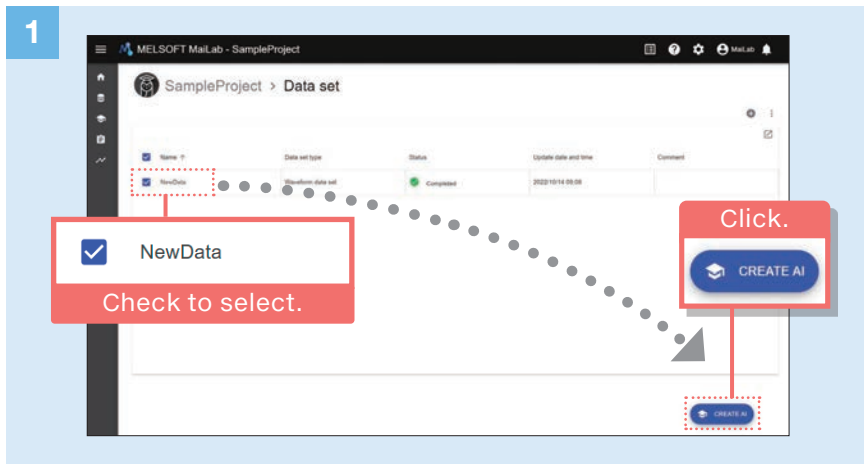 1
MELSOFT MaiLab - SampleProject
MaiLab
SampleProject > Data set
Name ↑ Data set type Status Update date and time Comment
NewData Waveform data set Completed 2022/10/14 09:08
NewData
Check to select.
Click.
CREATE AI
CREATE AI